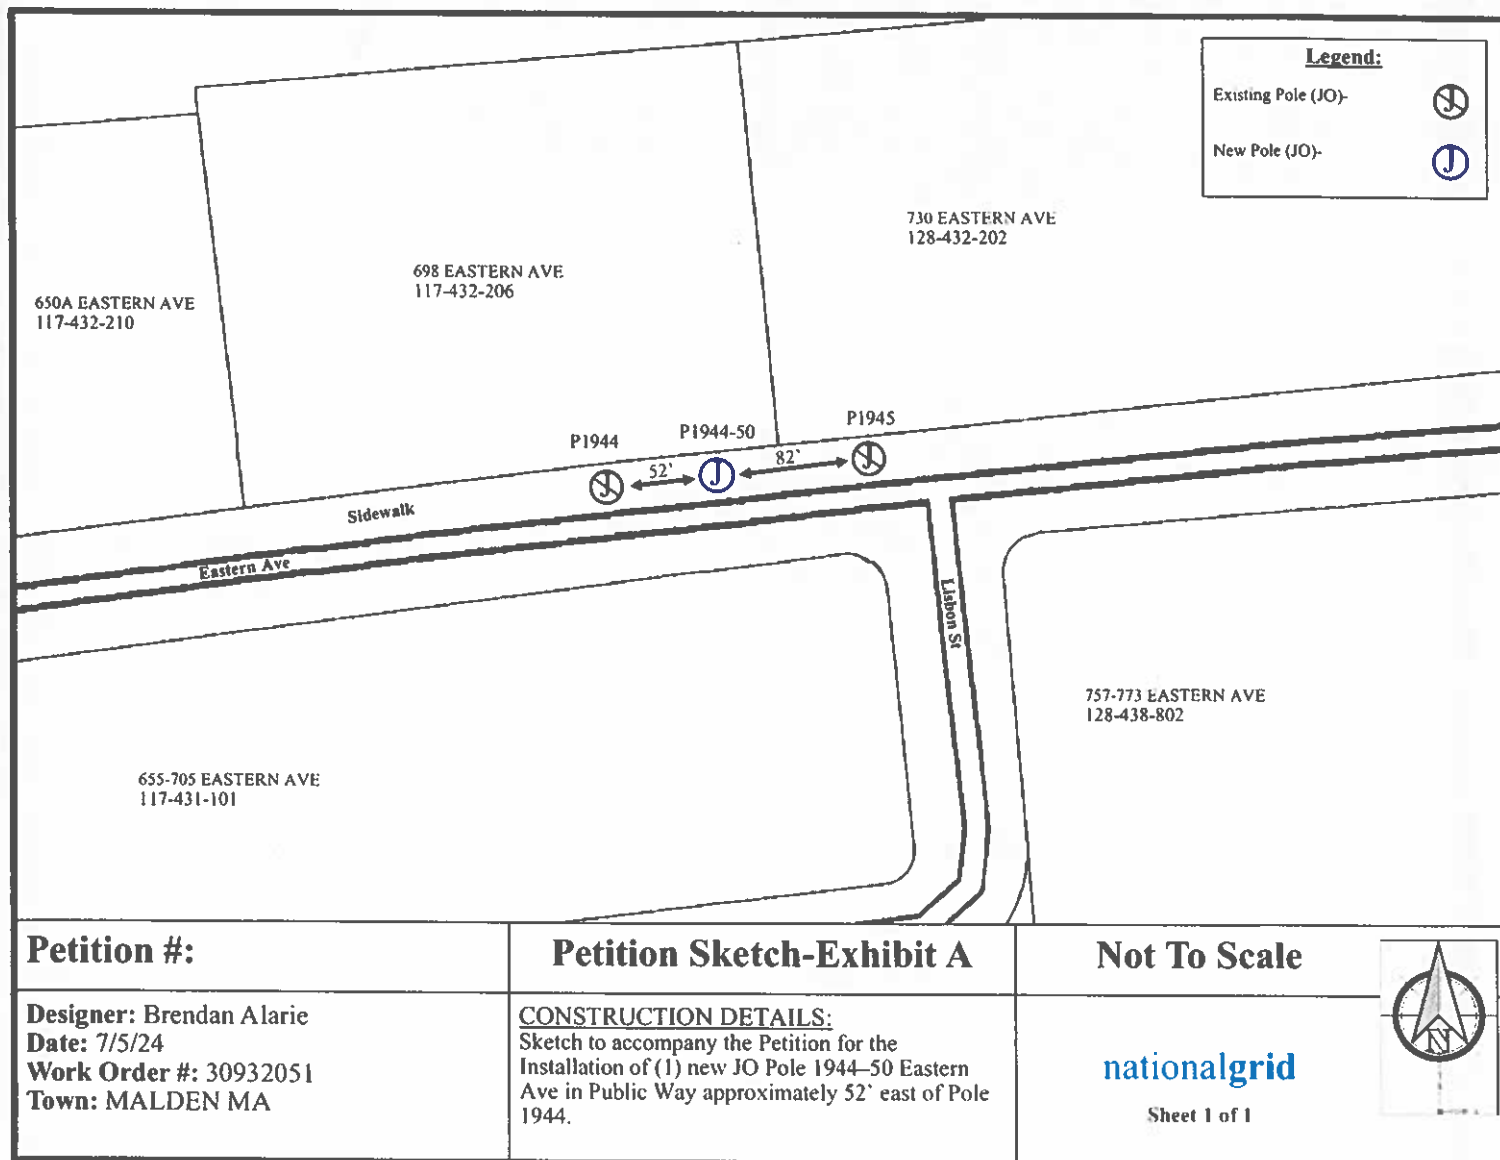 Legend:
Existing Pole (JO)-
J
New Pole (JO)-
J
730 EASTERN AVE
128-432-202
698 EASTERN AVE
117-432-206
650A EASTERN AVE
117-432-210
P1944
P1944-50
P1945
J
52'
J
82'
J
Sidewalk
Eastern Ave
Lisbon St
757-773 EASTERN AVE
128-438-802
655-705 EASTERN AVE
117-431-101
Petition #:
Designer: Brendan Alarie
Date: 7/5/24
Work Order #: 30932051
Town: MALDEN MA
Petition Sketch-Exhibit A
CONSTRUCTION DETAILS:
Sketch to accompany the Petition for the
Installation of (1) new JO Pole 1944–50 Eastern
Ave in Public Way approximately 52' east of Pole
1944.
Not To Scale
nationalgrid
Sheet 1 of 1
N